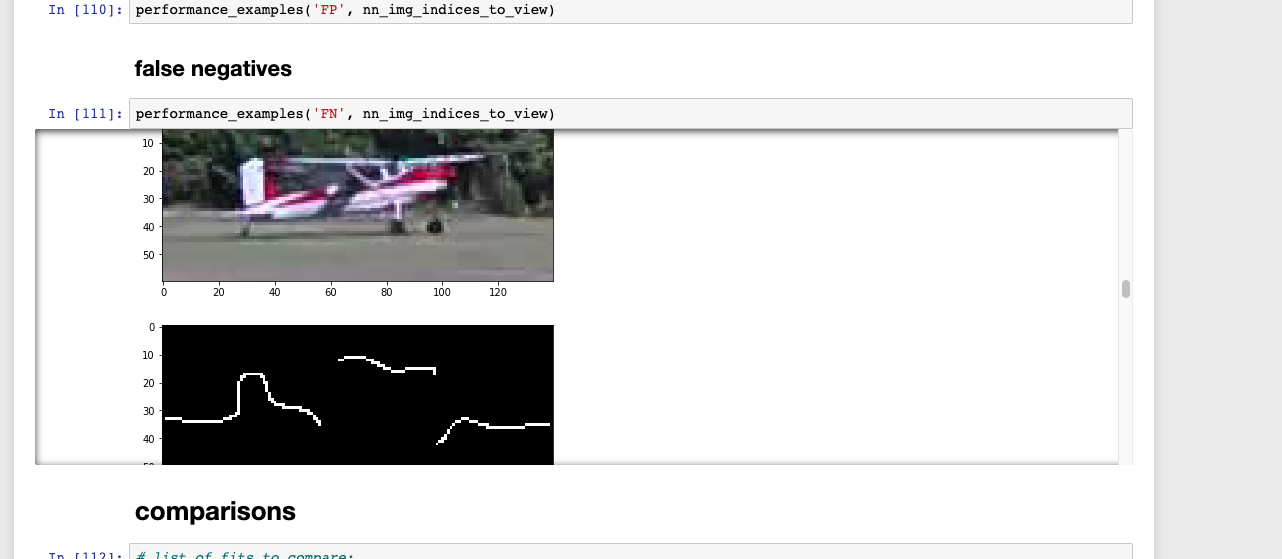 In [110]: performance_examples('FP', nn_img_indices_to_view)
false negatives
In [111]: performance_examples('FN', nn_img_indices_to_view)
10
20
30
40
50
0 20 40 60 80 100 120
0
10
20
30
40
50
comparisons
In [112]: # list of fits to compare: